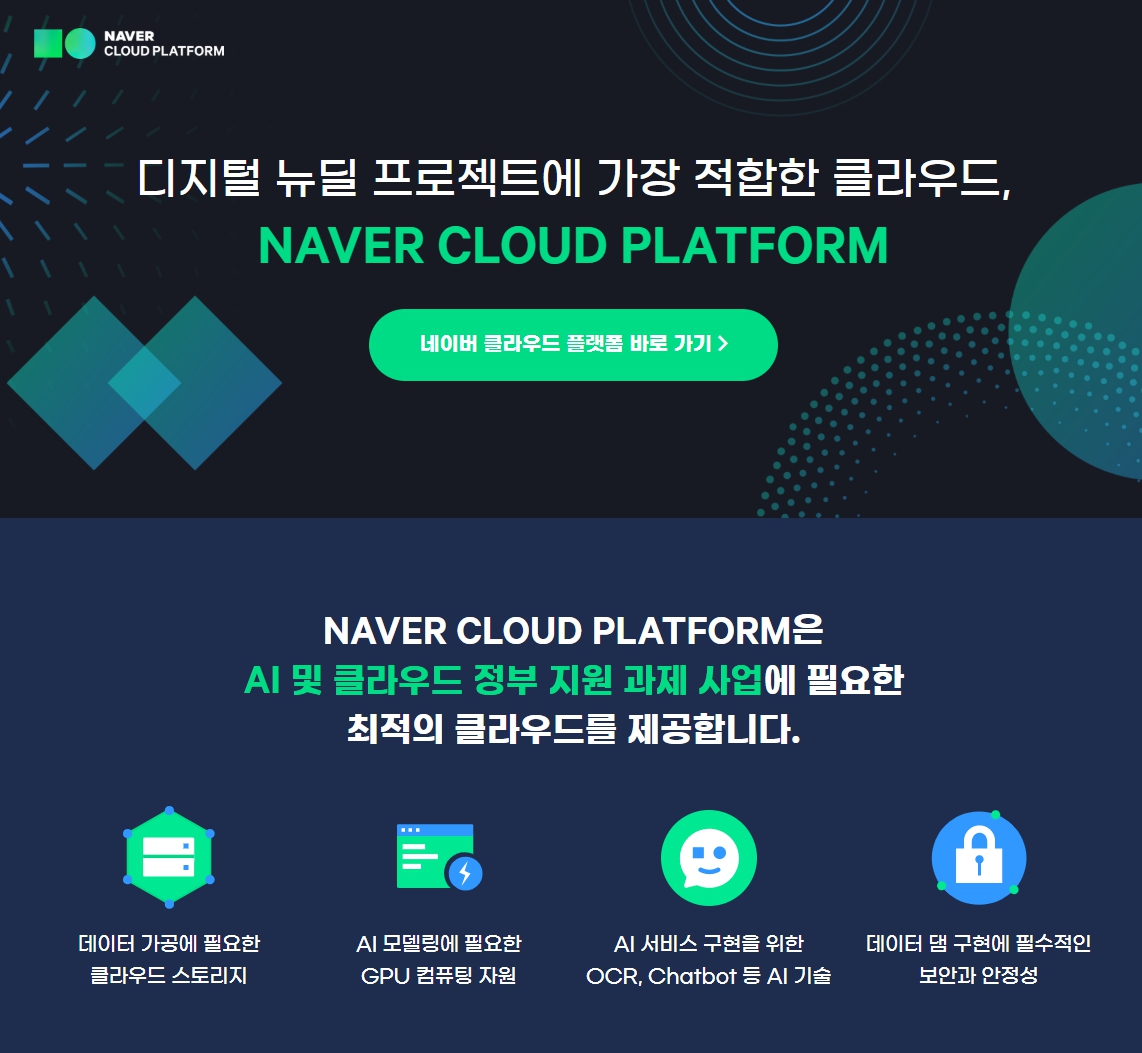 NAVER
CLOUD PLATFORM
디지털 뉴딜 프로젝트에 가장 적합한 클라우드,
NAVER CLOUD PLATFORM
네이버 클라우드 플랫폼 바로 가기 >
NAVER CLOUD PLATFORM은
AI 및 클라우드 정부 지원 과제 사업에 필요한
최적의 클라우드를 제공합니다.
데이터 가공에 필요한
클라우드 스토리지
AI 모델링에 필요한
GPU 컴퓨팅 자원
AI 서비스 구현을 위한
OCR, Chatbot 등 AI 기술
데이터 댐 구현에 필수적인
보안과 안정성